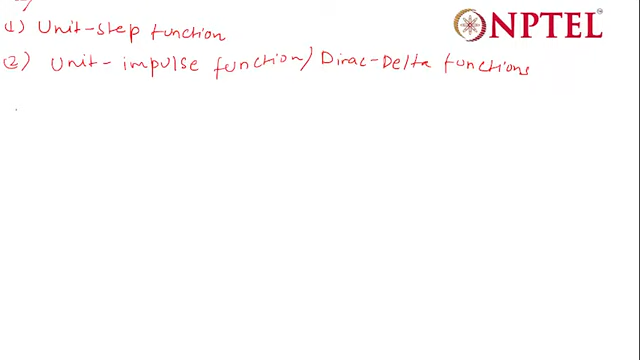 (1) Unit-step function
NPTEL
(2) Unit-impulse function/Dirac-Delta functions